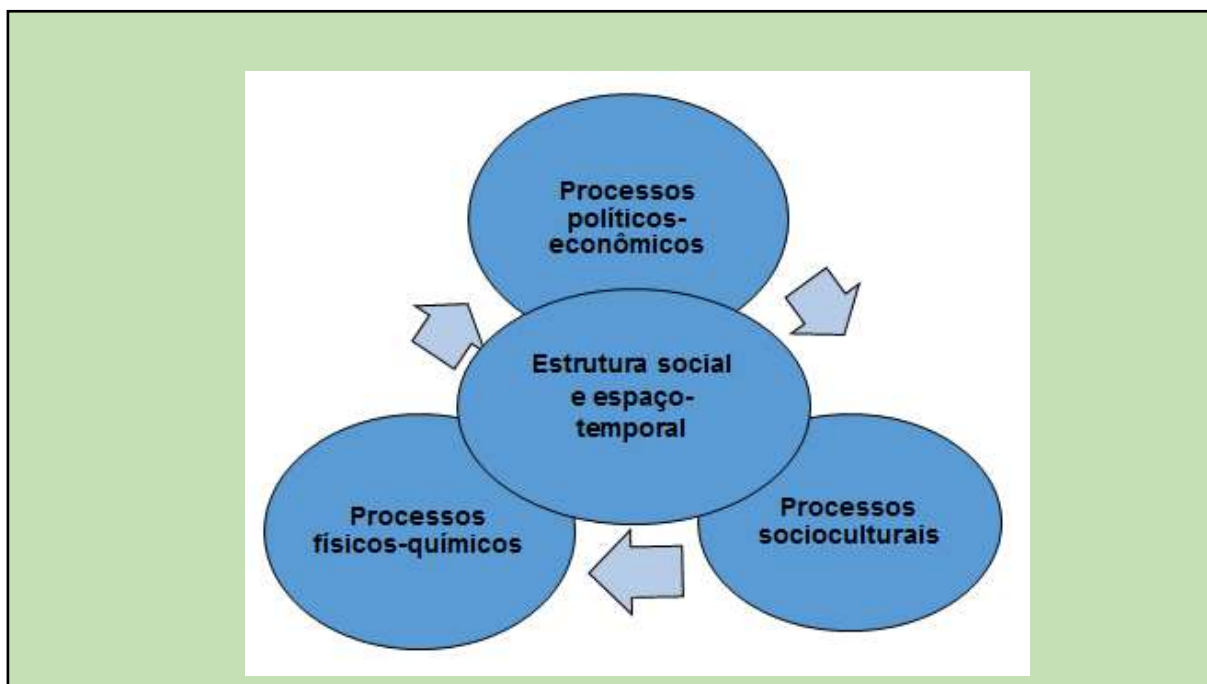 Processos
políticos-
econômicos
Estrutura social
e espaço-
temporal
Processos
físicos-químicos
Processos
socioculturais